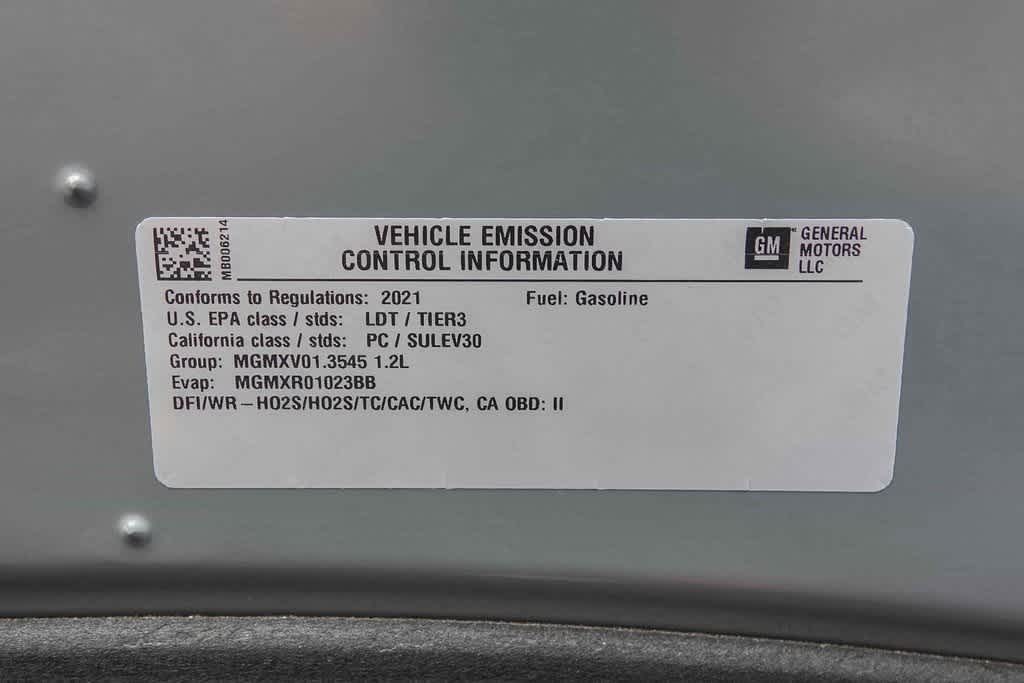 MB006214
VEHICLE EMISSION
CONTROL INFORMATION
GM
GENERAL
MOTORS
LLC
Conforms to Regulations: 2021 Fuel: Gasoline
U.S. EPA class / stds: LDT / TIER3
California class / stds: PC / SULEV30
Group: MGMXV01.3545 1.2L
Evap: MGMXR01023BB
DFI/WR – HO2S/HO2S/TC/CAC/TWC, CA OBD: II